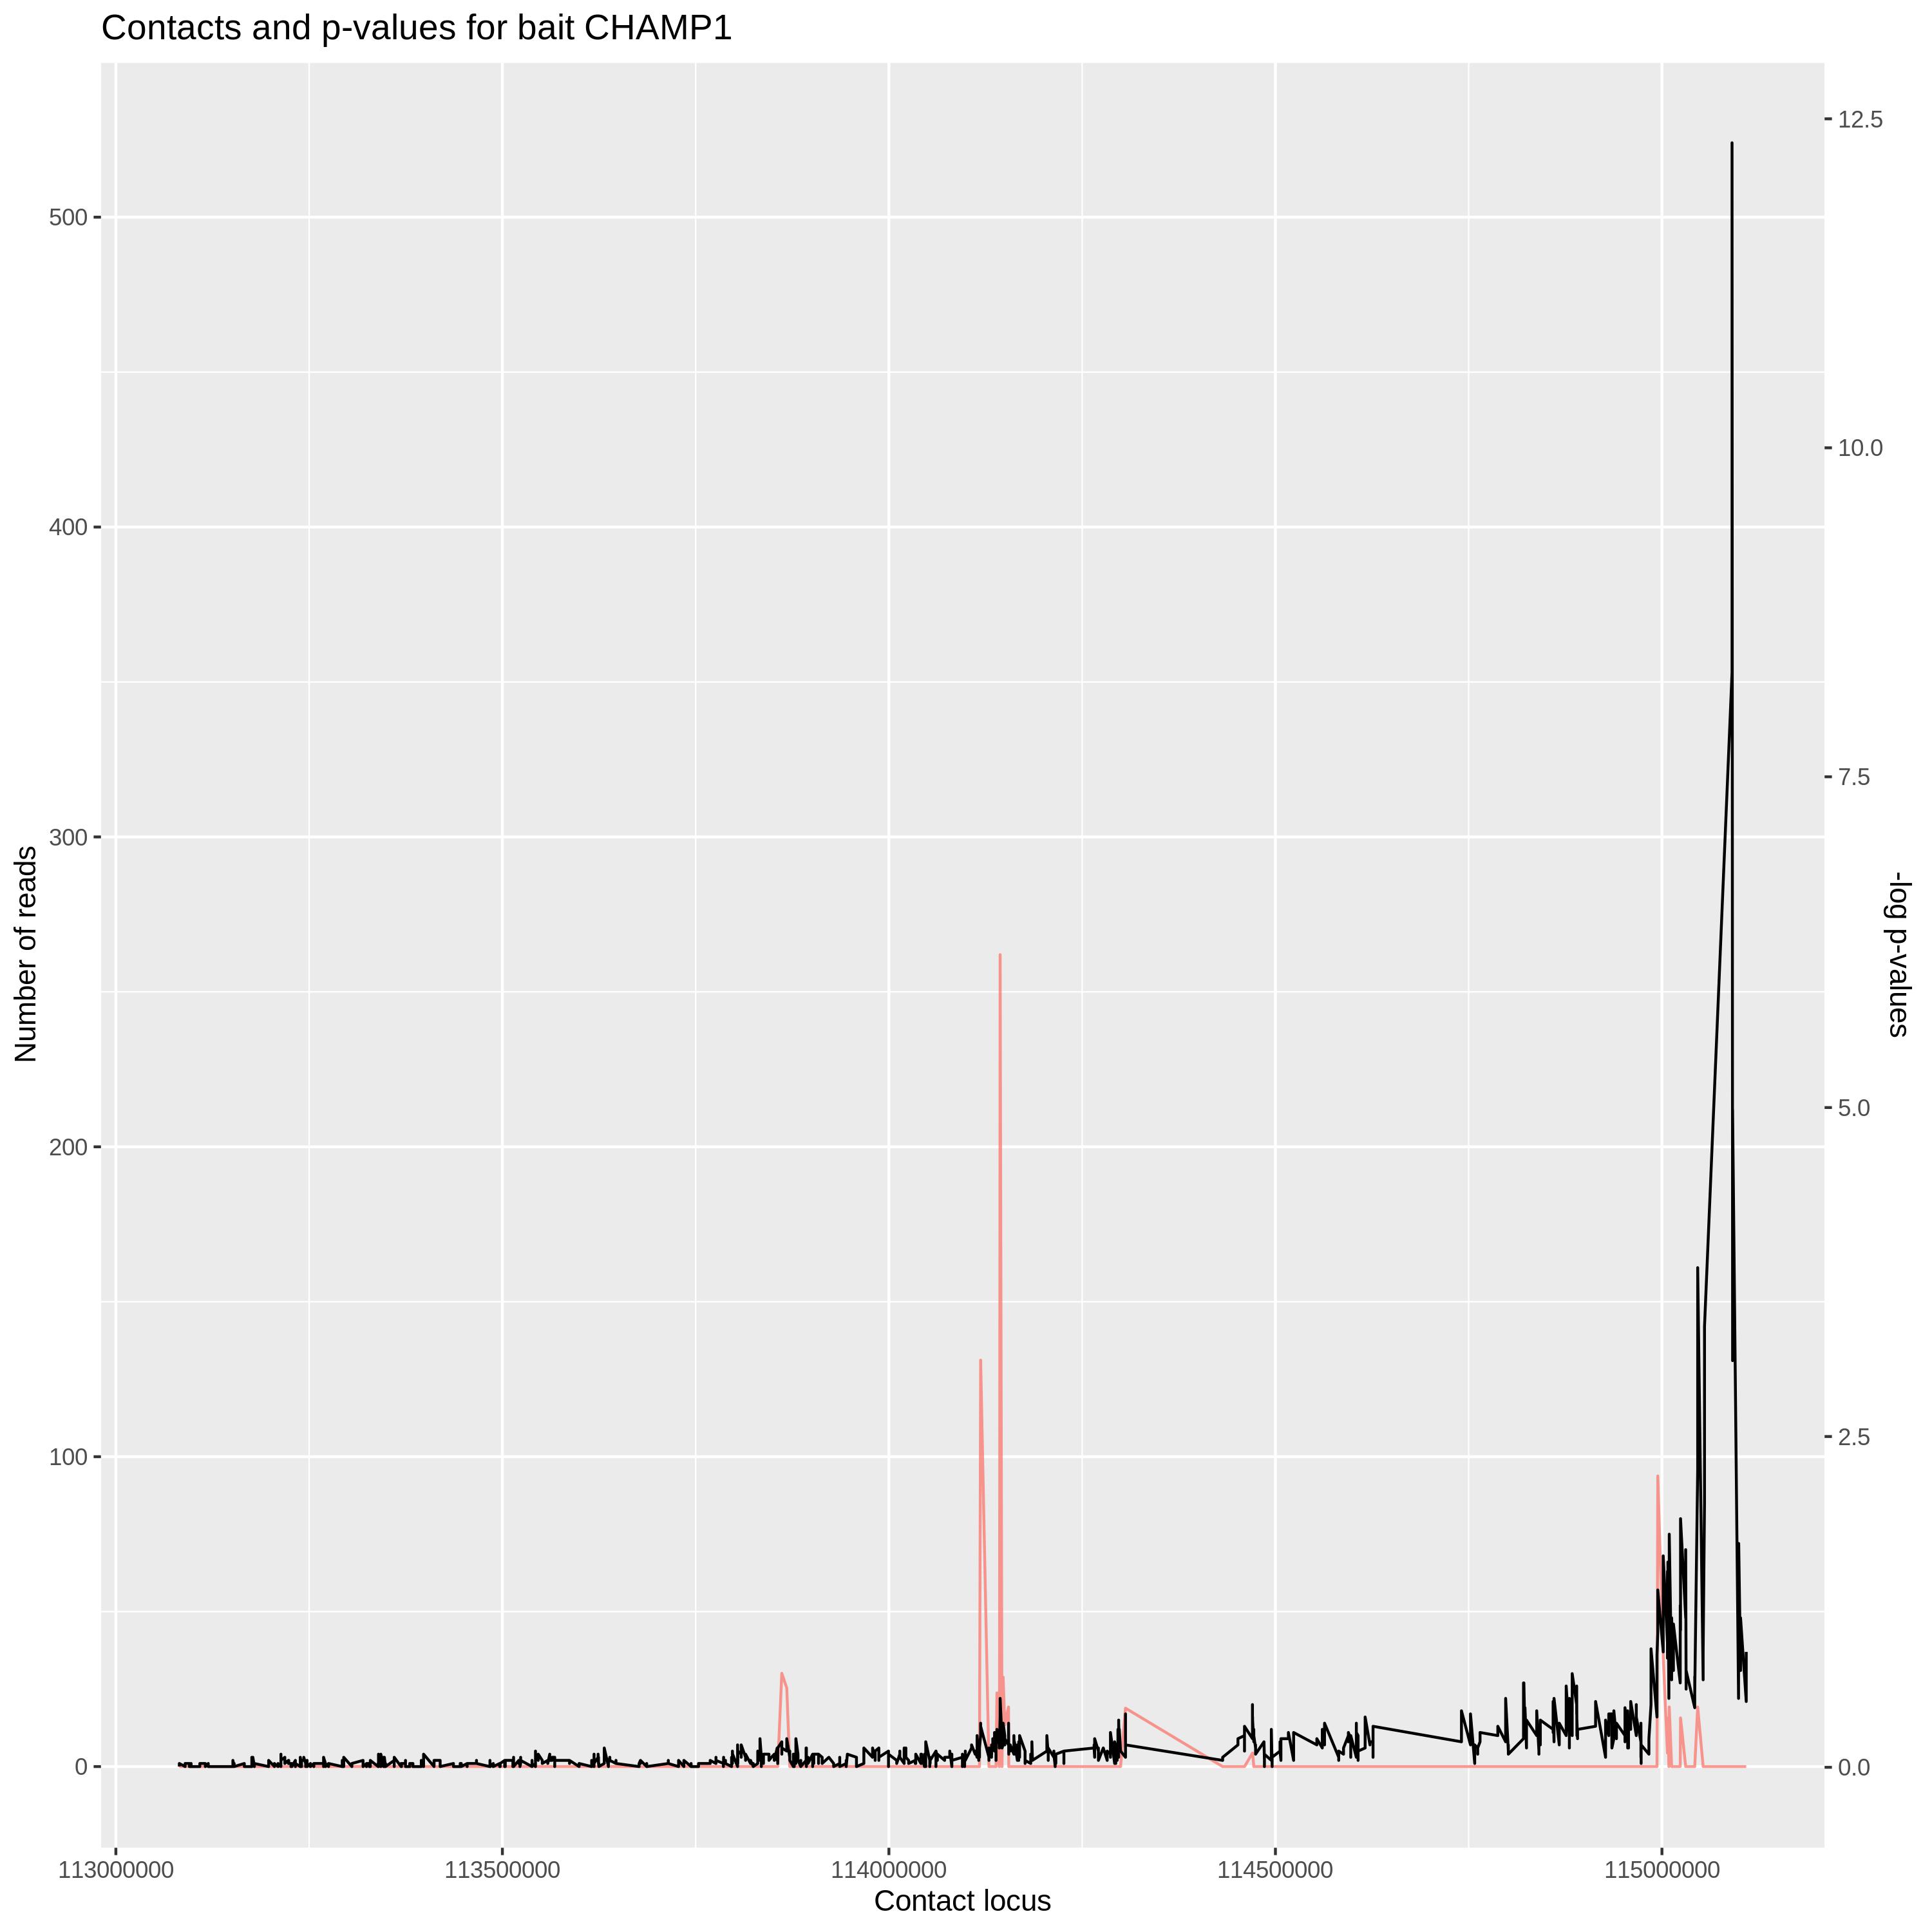 Contacts and p-values for bait CHAMP1
12.5
500
10.0
400
7.5
300
Number of reads
-log p-values
5.0
200
2.5
100
0
0.0
113000000 113500000 114000000 114500000 115000000
Contact locus